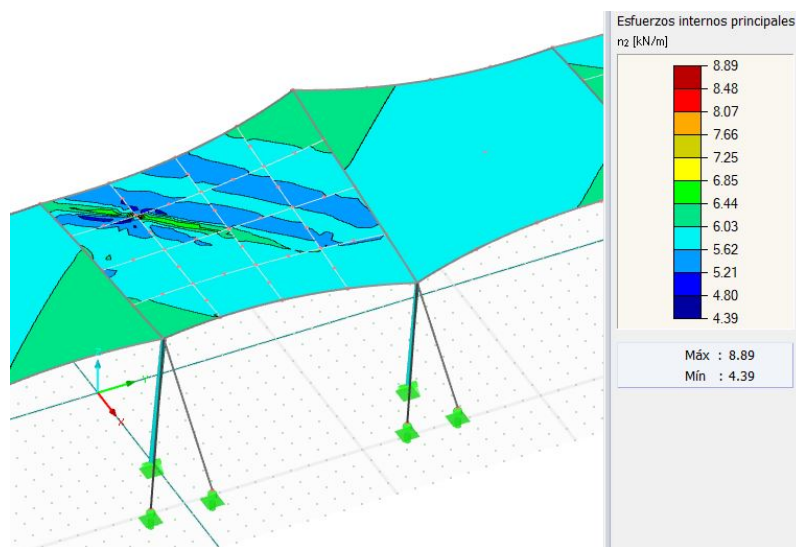 Esfuerzos internos principales
n₂ [kN/m]
8.89
8.48
8.07
7.66
7.25
6.85
6.44
6.03
5.62
5.21
4.80
4.39
Máx : 8.89
Mín : 4.39
Y
X